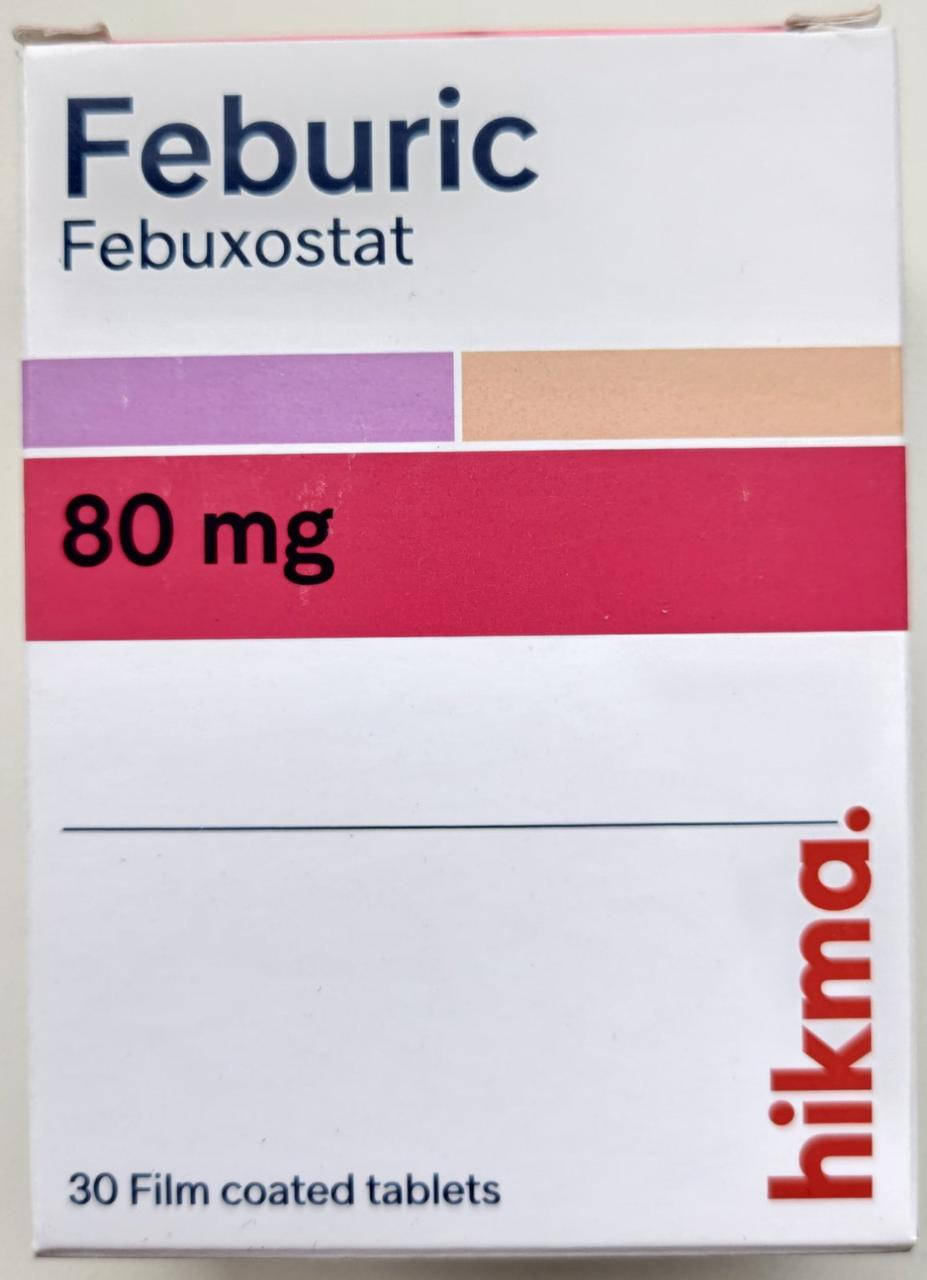 Feburic
Febuxostat
80 mg
hikma.
30 Film coated tablets